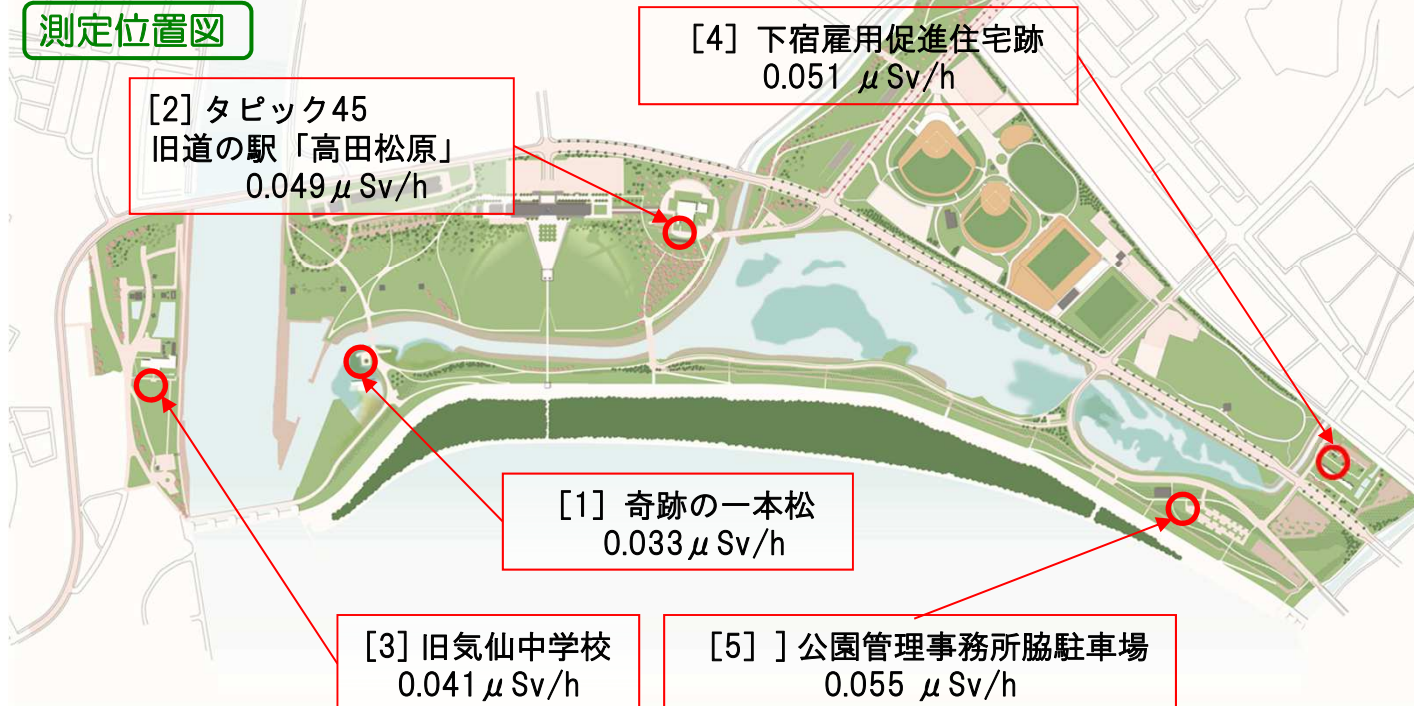 測定位置図
[4] 下宿雇用促進住宅跡
0.051 μSv/h
[2] タピック45
旧道の駅「高田松原」
0.049μSv/h
[1] 奇跡の一本松
0.033μSv/h
[3] 旧気仙中学校
0.041μSv/h
[5] ] 公園管理事務所脇駐車場
0.055 μSv/h